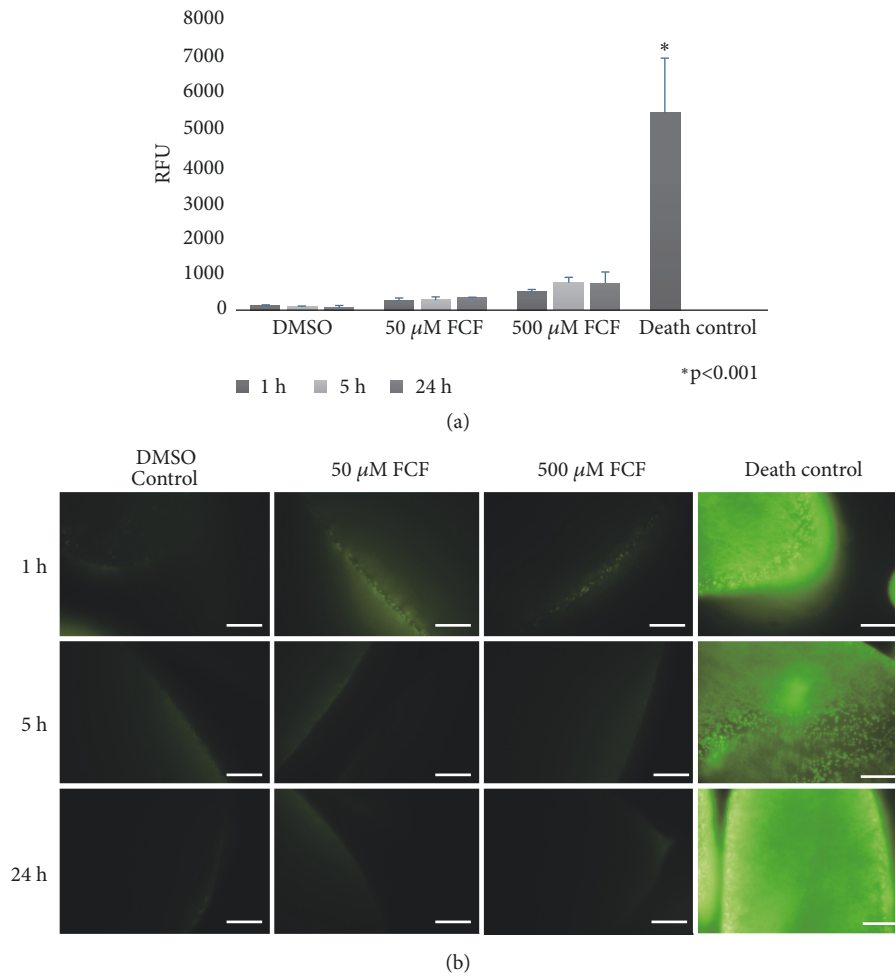 8000
7000
6000
5000
4000
3000
2000
1000
0
RFU
*
DMSO 50 μM FCF 500 μM FCF Death control
*p<0.001
1 h 5 h 24 h
(a)
DMSO
Control
50 μM FCF 500 μM FCF Death control
1 h
5 h
24 h
(b)